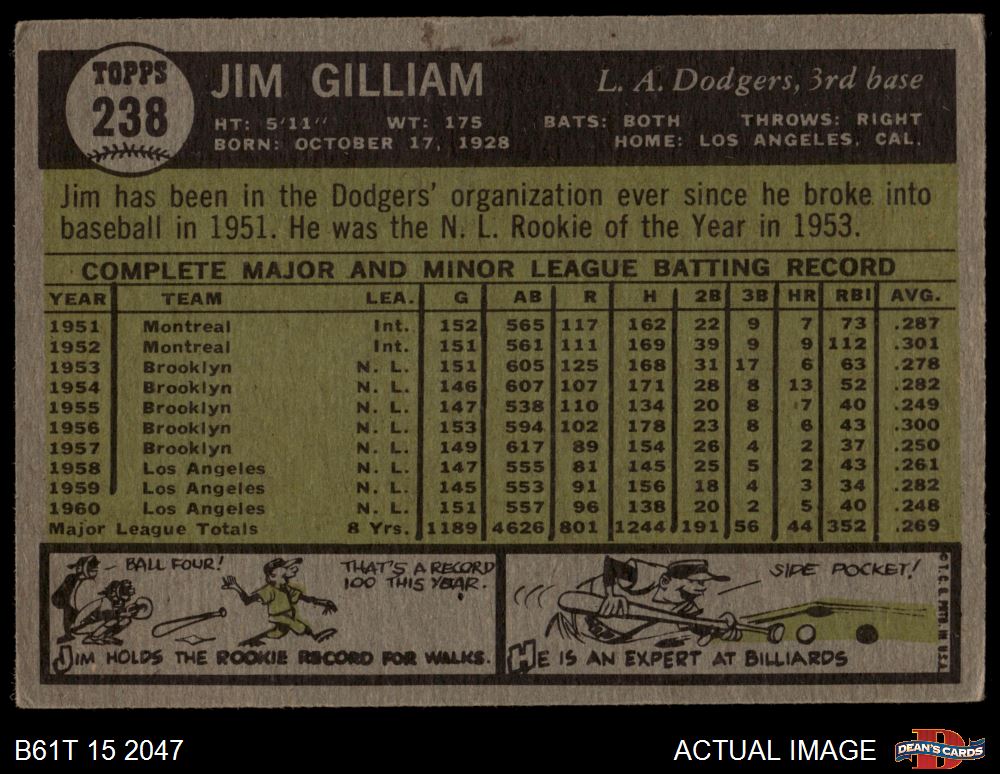 TOPPS
238
JIM GILLIAM
L. A. Dodgers, 3rd base
HT: 5'11" WT: 175 BATS: BOTH THROWS: RIGHT
BORN: OCTOBER 17, 1928 HOME: LOS ANGELES, CAL.
Jim has been in the Dodgers' organization ever since he broke into
baseball in 1951. He was the N. L. Rookie of the Year in 1953.
COMPLETE MAJOR AND MINOR LEAGUE BATTING RECORD
YEAR TEAM LEA. G AB R H 2B 3B HR RBI AVG.
1951 Montreal Int. 152 565 117 162 22 9 7 73 .287
1952 Montreal Int. 151 561 111 169 39 9 9 112 .301
1953 Brooklyn N. L. 151 605 125 168 31 17 6 63 .278
1954 Brooklyn N. L. 146 607 107 171 28 8 13 52 .282
1955 Brooklyn N. L. 147 538 110 134 20 8 7 40 .249
1956 Brooklyn N. L. 153 594 102 178 23 8 6 43 .300
1957 Brooklyn N. L. 149 617 89 154 26 4 2 37 .250
1958 Los Angeles N. L. 147 555 81 145 25 5 2 43 .261
1959 Los Angeles N. L. 145 553 91 156 18 4 3 34 .282
1960 Los Angeles N. L. 151 557 96 138 20 2 5 40 .248
Major League Totals 8 Yrs. 1189 4626 801 1244 191 56 44 352 .269
BALL FOUR!
THAT'S A RECORD
100 THIS YEAR.
JIM HOLDS THE ROOKIE RECORD FOR WALKS.
SIDE POCKET!
HE IS AN EXPERT AT BILLIARDS
© T. C. G. PRTD. IN U.S.A.
B61T 15 2047
ACTUAL IMAGE
DEAN'S CARDS